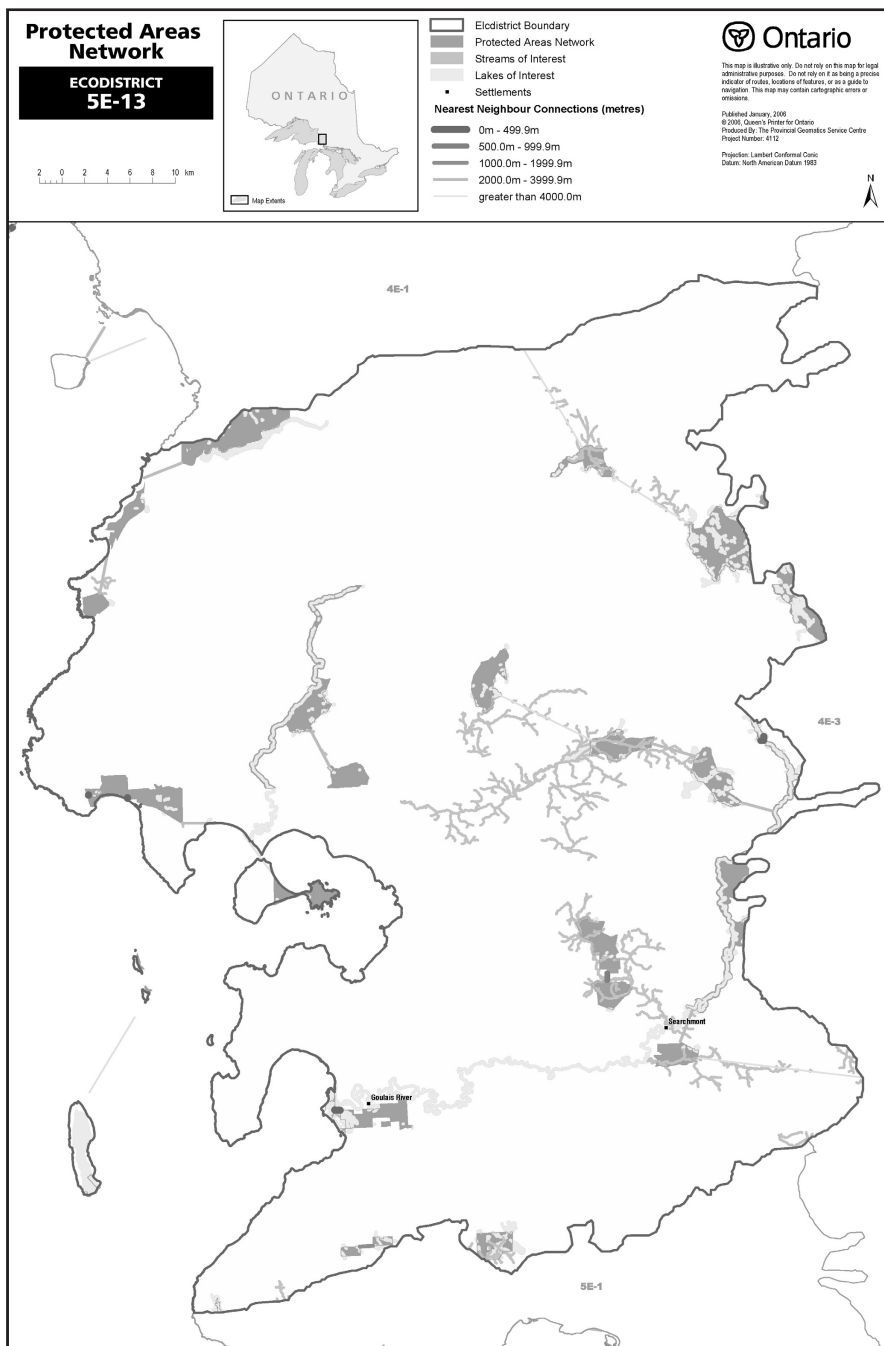 Protected Areas
Network
ECODISTRICT
5E-13
2 0 2 4 6 8 10 km
ONTARIO
Map Extents
Elcdistrict Boundary
Protected Areas Network
Streams of Interest
Lakes of Interest
Settlements
Nearest Neighbour Connections (metres)
0m - 499.9m
500.0m - 999.9m
1000.0m - 1999.9m
2000.0m - 3999.9m
greater than 4000.0m
Ontario
This map is illustrative only. Do not rely on this map for legal
administrative purposes. Do not rely on it as being a precise
indicator of routes, locations of features, or as a guide to
navigation. This map may contain cartographic errors or
omissions.
Published January, 2006
© 2006, Queen's Printer for Ontario
Produced By: The Provincial Geomatics Service Centre
Project Number: 4112
Projection: Lambert Conformal Conic
Datum: North American Datum 1983
N
4E-1
4E-3
Searchmont
Goulais River
5E-1